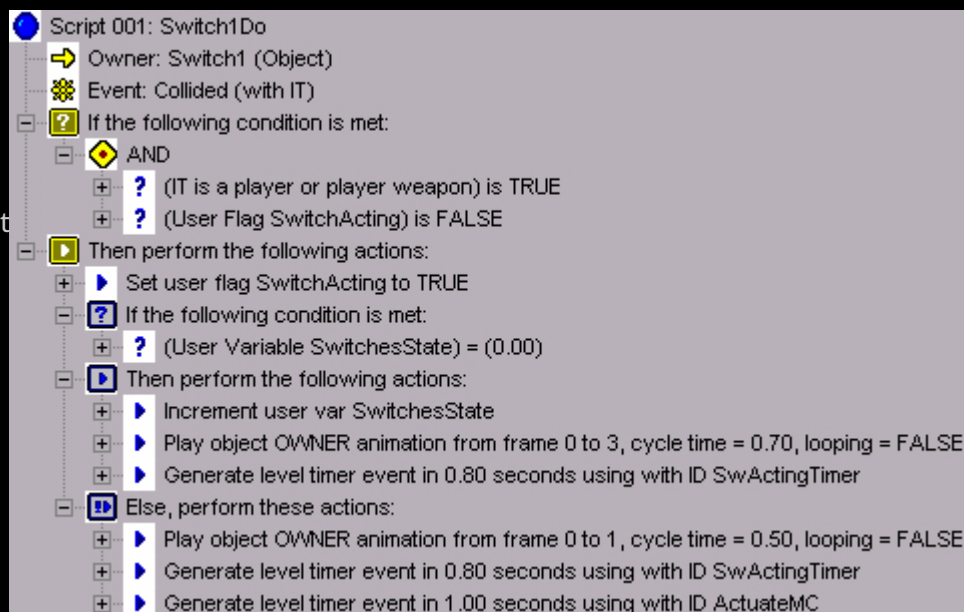 Script 001: Switch1Do
Owner: Switch1 (Object)
Event: Collided (with IT)
If the following condition is met:
AND
(IT is a player or player weapon) is TRUE
(User Flag SwitchActing) is FALSE
t
Then perform the following actions:
Set user flag SwitchActing to TRUE
If the following condition is met:
(User Variable SwitchesState) = (0.00)
Then perform the following actions:
Increment user var SwitchesState
Play object OWNER animation from frame 0 to 3, cycle time = 0.70, looping = FALSE
Generate level timer event in 0.80 seconds using with ID SwActingTimer
Else, perform these actions:
Play object OWNER animation from frame 0 to 1, cycle time = 0.50, looping = FALSE
Generate level timer event in 0.80 seconds using with ID SwActingTimer
Generate level timer event in 1.00 seconds using with ID ActuateMC